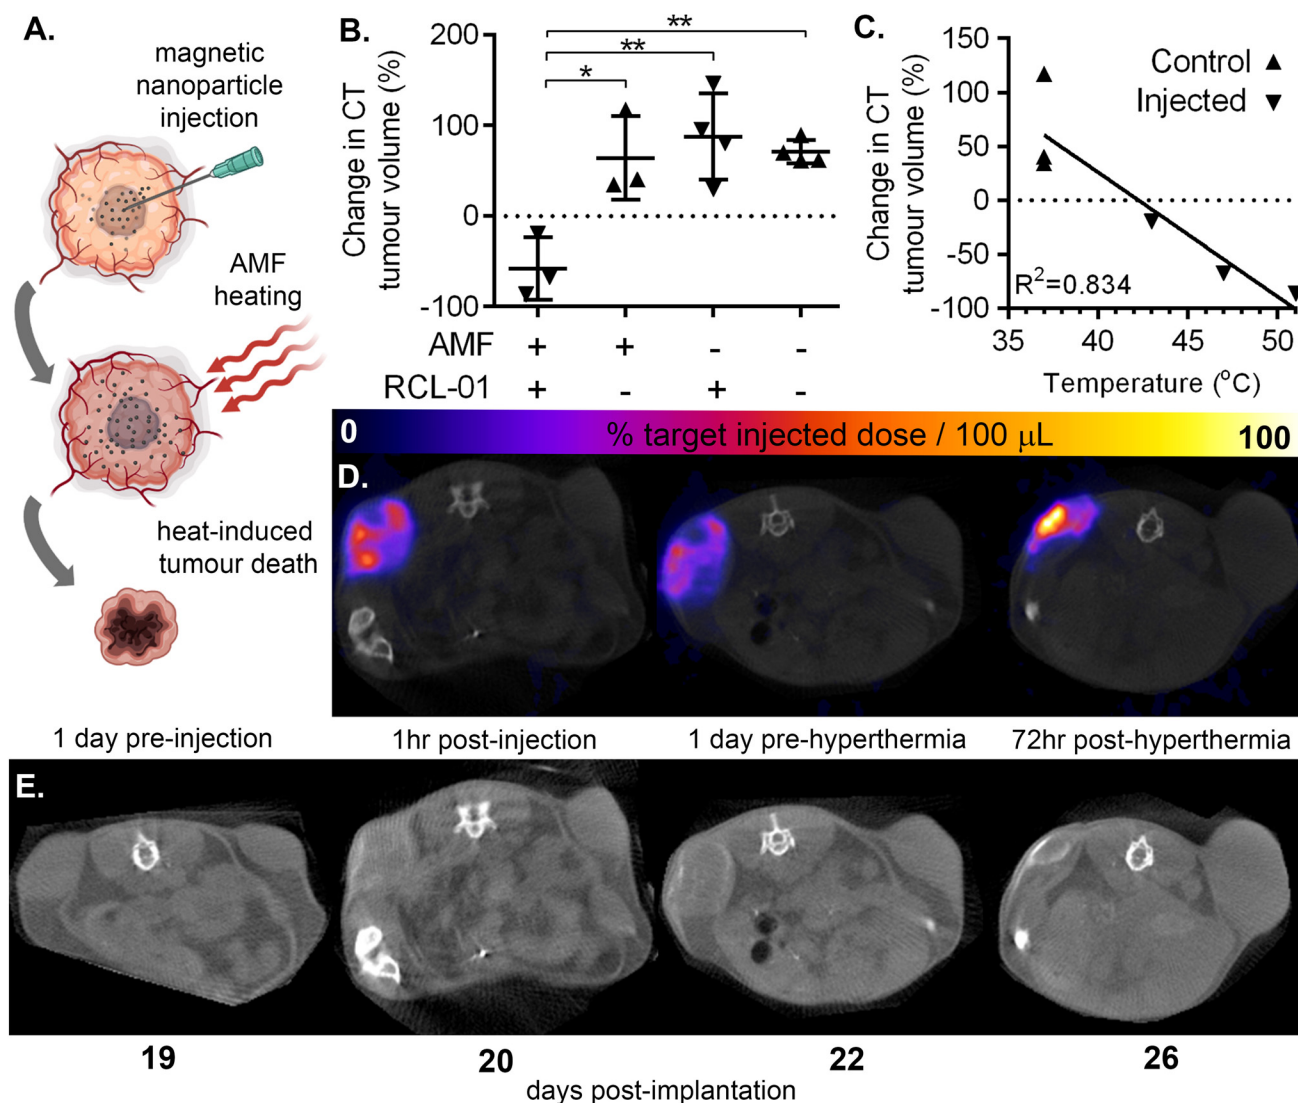 A.
magnetic
nanoparticle
injection
AMF
heating
heat-induced
tumour death
B.
Change in CT
tumour volume (%)
200
100
0
-100
**
**
*
AMF + + - -
RCL-01 + - + -
C.
Change in CT
tumour volume (%)
150
100
50
0
-50
-100
Control ▲
Injected ▼
R²=0.834
35 40 45 50
Temperature (°C)
0 % target injected dose / 100 µL 100
D.
1 day pre-injection 1hr post-injection 1 day pre-hyperthermia 72hr post-hyperthermia
E.
19 20 22 26
days post-implantation